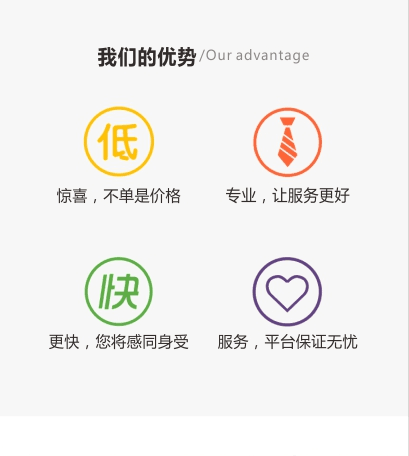 我们的优势/Our advantage
低
惊喜，不单是价格
专业，让服务更好
快
更快，您将感同身受
服务，平台保证无忧